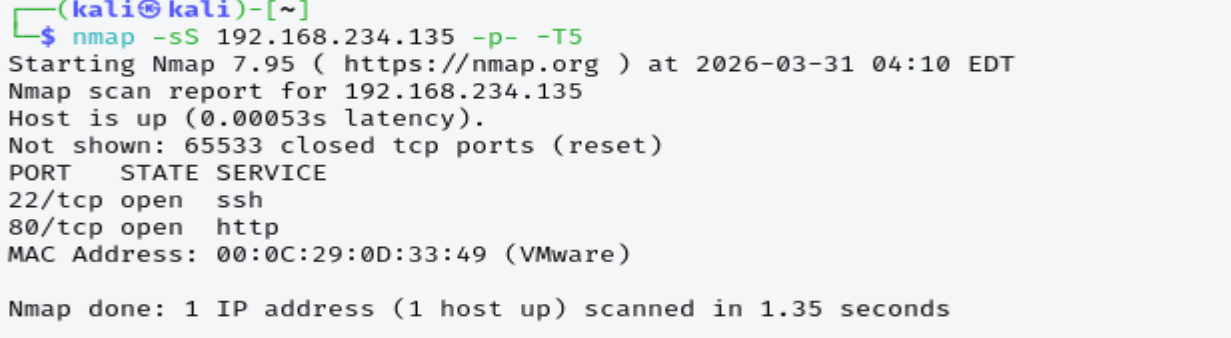 ┌──(kali㉿kali)-[~]
└─$ nmap -sS 192.168.234.135 -p- -T5
Starting Nmap 7.95 ( https://nmap.org ) at 2026-03-31 04:10 EDT
Nmap scan report for 192.168.234.135
Host is up (0.00053s latency).
Not shown: 65533 closed tcp ports (reset)
PORT   STATE SERVICE
22/tcp open  ssh
80/tcp open  http
MAC Address: 00:0C:29:0D:33:49 (VMware)

Nmap done: 1 IP address (1 host up) scanned in 1.35 seconds